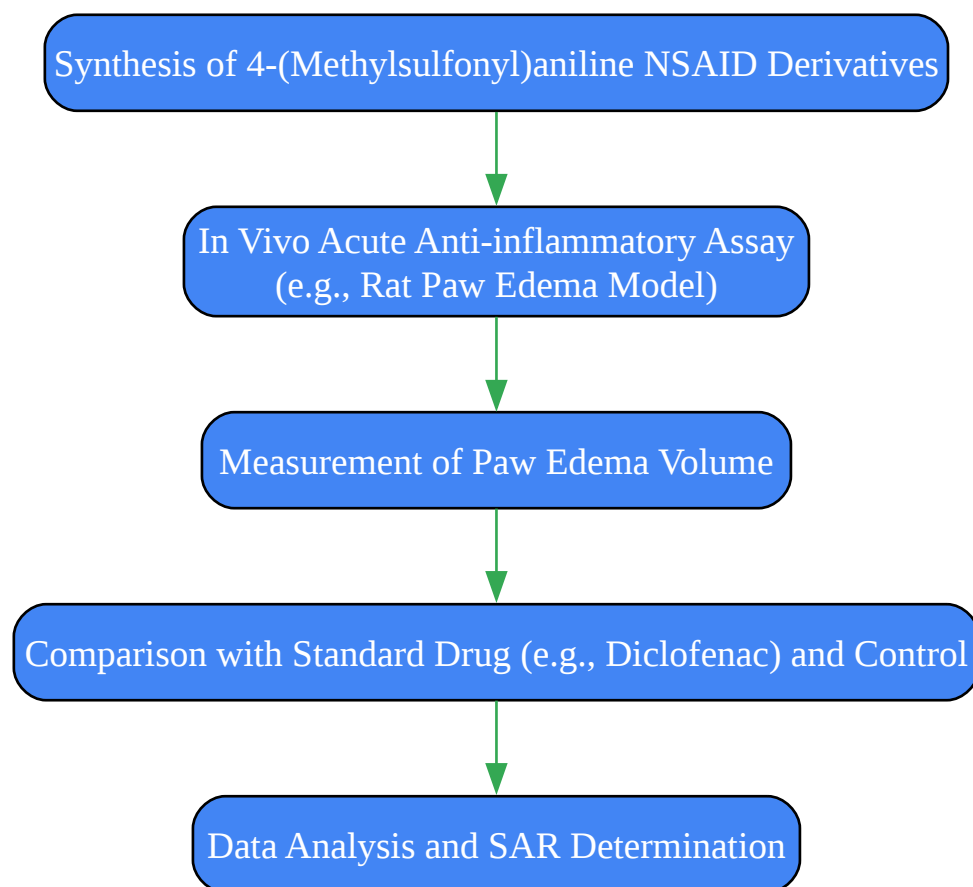 Synthesis of 4-(Methylsulfonyl)aniline NSAID Derivatives
In Vivo Acute Anti-inflammatory Assay
(e.g., Rat Paw Edema Model)
Measurement of Paw Edema Volume
Comparison with Standard Drug (e.g., Diclofenac) and Control
Data Analysis and SAR Determination